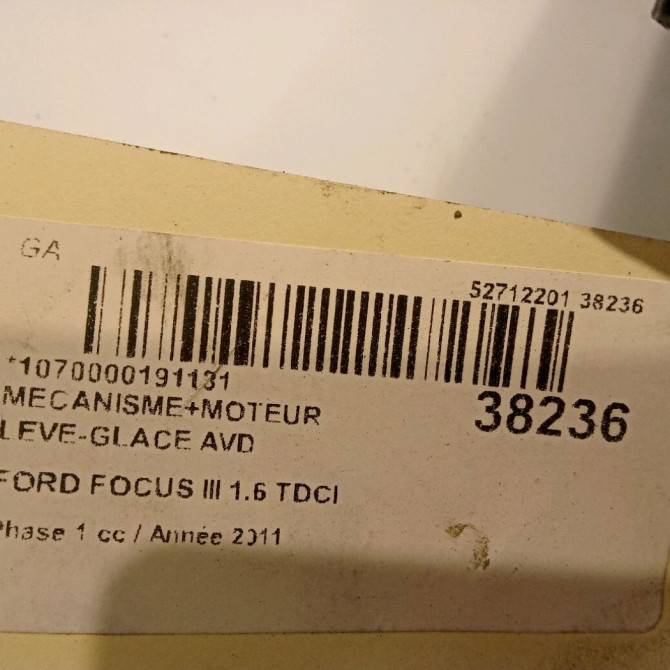 GA
52712201 38236
*1070000191131
38236
MECANISME+MOTEUR
LEVE-GLACE AVD
FORD FOCUS III 1.6 TDCI
Phase 1 cc / Année 2011